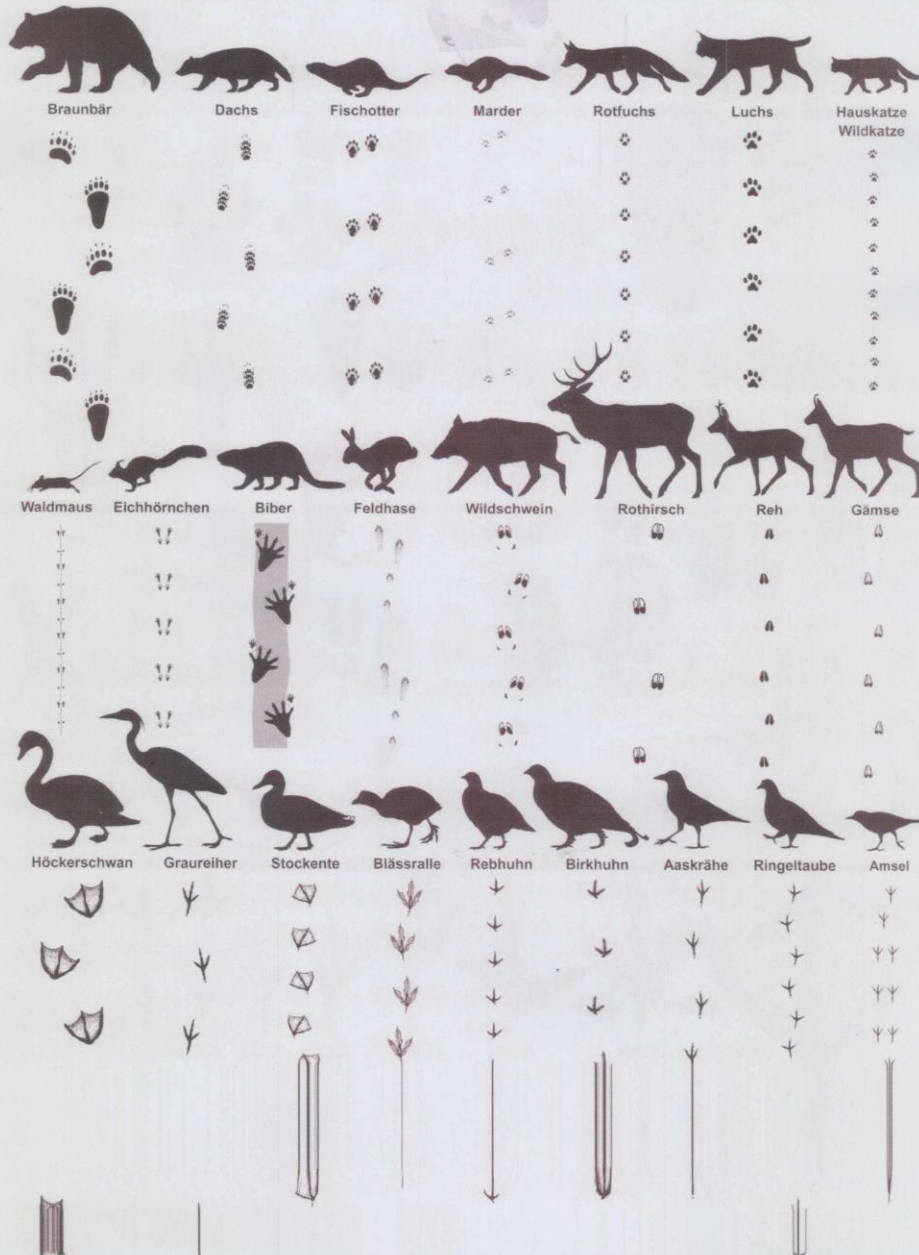 Braunbär Dachs Fischotter Marder Rotfuchs Luchs Hauskatze
Wildkatze
Waldmaus Eichhörnchen Biber Feldhase Wildschwein Rothirsch Reh Gämse
Höckerschwan Graureiher Stockente Blässralle Rebhuhn Birkhuhn Aaskrähe Ringeltaube Amsel